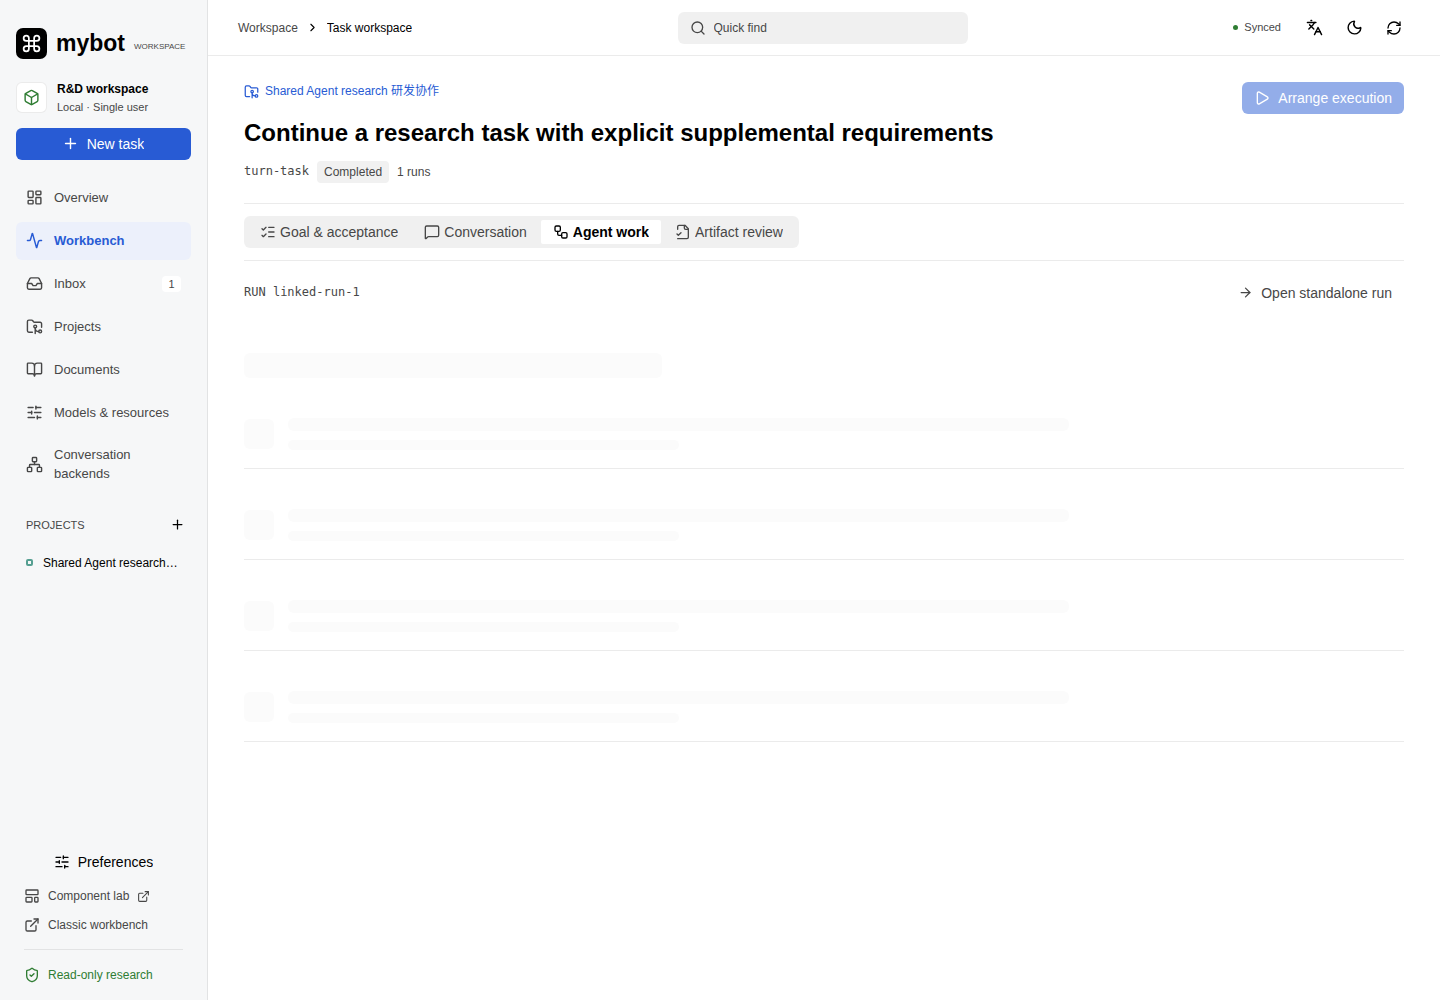 mybot WORKSPACE
R&D workspace
Local · Single user
New task
Overview
Workbench
Inbox 1
Projects
Documents
Models & resources
Conversation
backends
PROJECTS
Shared Agent research…
Preferences
Component lab
Classic workbench
Read-only research
Workspace Task workspace
Quick find
Synced
Shared Agent research 研发协作
Arrange execution
Continue a research task with explicit supplemental requirements
turn-task Completed 1 runs
Goal & acceptance Conversation Agent work Artifact review
RUN linked-run-1
Open standalone run